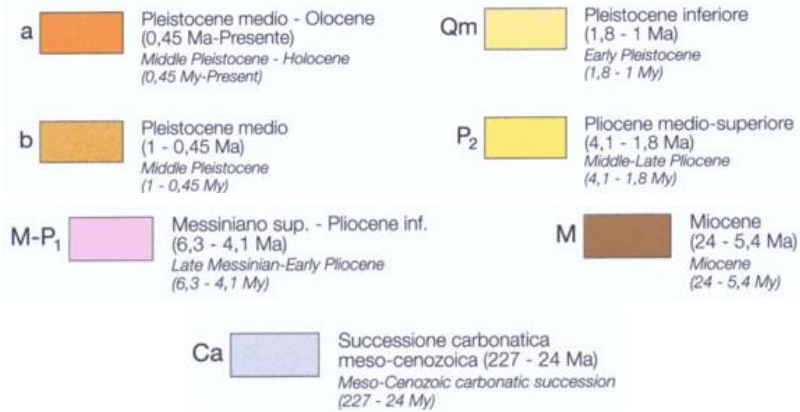 a
Pleistocene medio - Olocene
(0,45 Ma-Presente)
Middle Pleistocene - Holocene
(0,45 My-Present)
Qm
Pleistocene inferiore
(1,8 - 1 Ma)
Early Pleistocene
(1,8 - 1 My)
b
Pleistocene medio
(1 - 0,45 Ma)
Middle Pleistocene
(1 - 0,45 My)
P2
Pliocene medio-superiore
(4,1 - 1,8 Ma)
Middle-Late Pliocene
(4,1 - 1,8 My)
M-P1
Messiniano sup. - Pliocene inf.
(6,3 - 4,1 Ma)
Late Messinian-Early Pliocene
(6,3 - 4,1 My)
M
Miocene
(24 - 5,4 Ma)
Miocene
(24 - 5,4 My)
Ca
Successione carbonatica
meso-cenozoica (227 - 24 Ma)
Meso-Cenozoic carbonatic succession
(227 - 24 My)